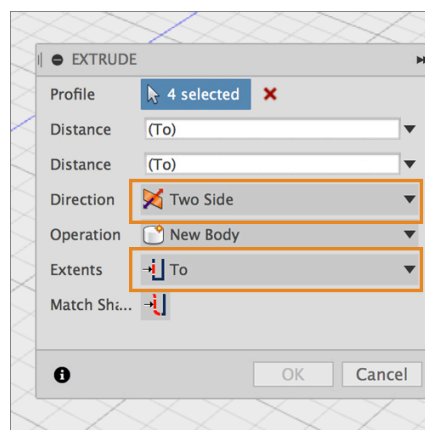 EXTRUDE
Profile 4 selected
Distance (To)
Distance (To)
Direction Two Side
Operation New Body
Extents To
Match Sha...
OK Cancel